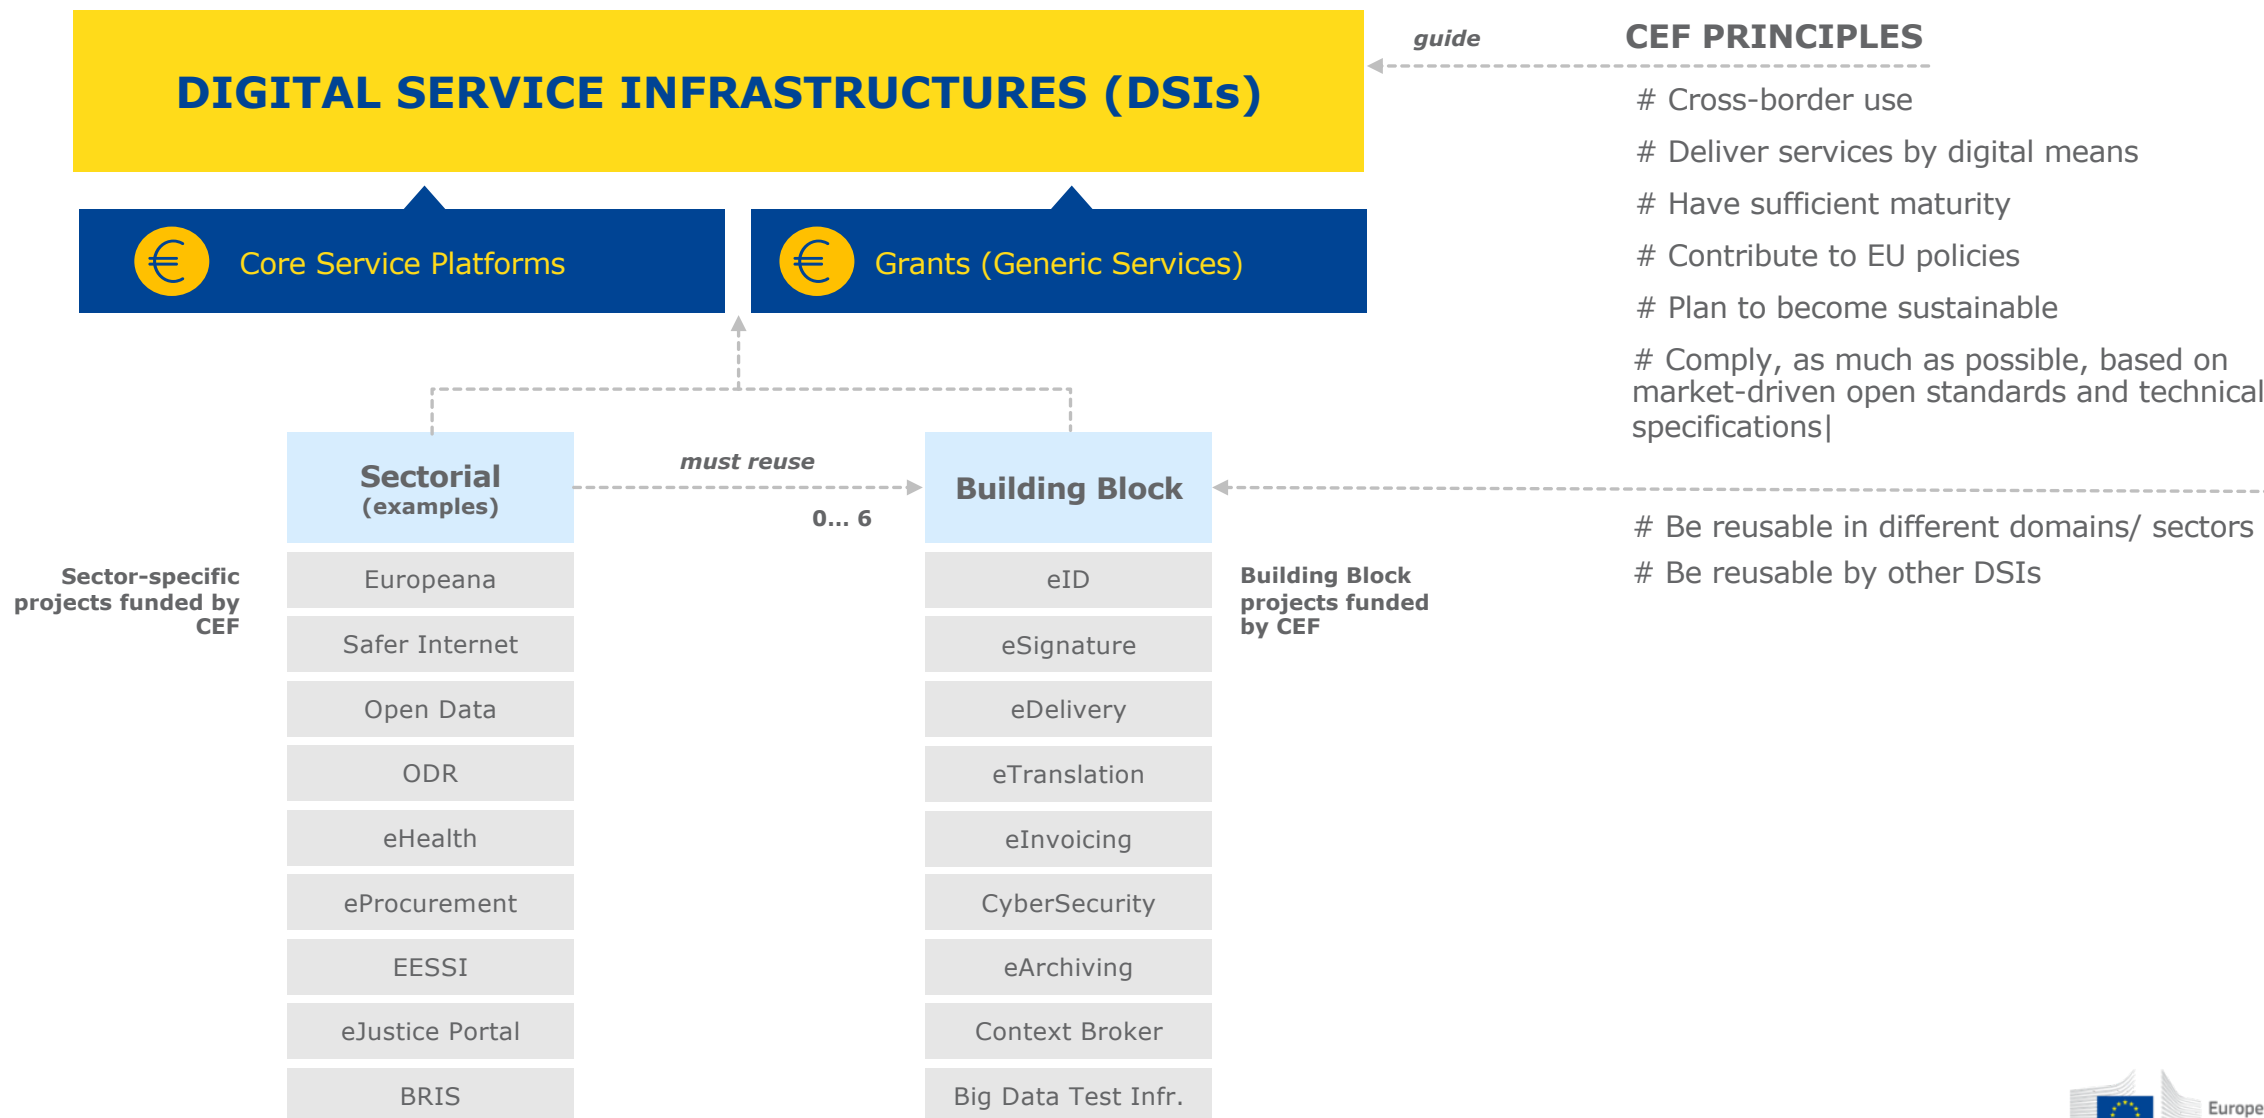 DIGITAL SERVICE INFRASTRUCTURES (DSIs)
€ Core Service Platforms
€ Grants (Generic Services)
guide
CEF PRINCIPLES
# Cross-border use
# Deliver services by digital means
# Have sufficient maturity
# Contribute to EU policies
# Plan to become sustainable
# Comply, as much as possible, based on
market-driven open standards and technical
specifications|
# Be reusable in different domains/ sectors
# Be reusable by other DSIs
Sectorial
(examples)
must reuse
0... 6
Building Block
Sector-specific
projects funded by
CEF
Europeana
Safer Internet
Open Data
ODR
eHealth
eProcurement
EESSI
eJustice Portal
BRIS
eID
eSignature
eDelivery
eTranslation
eInvoicing
CyberSecurity
eArchiving
Context Broker
Big Data Test Infr.
Building Block
projects funded
by CEF
Europe